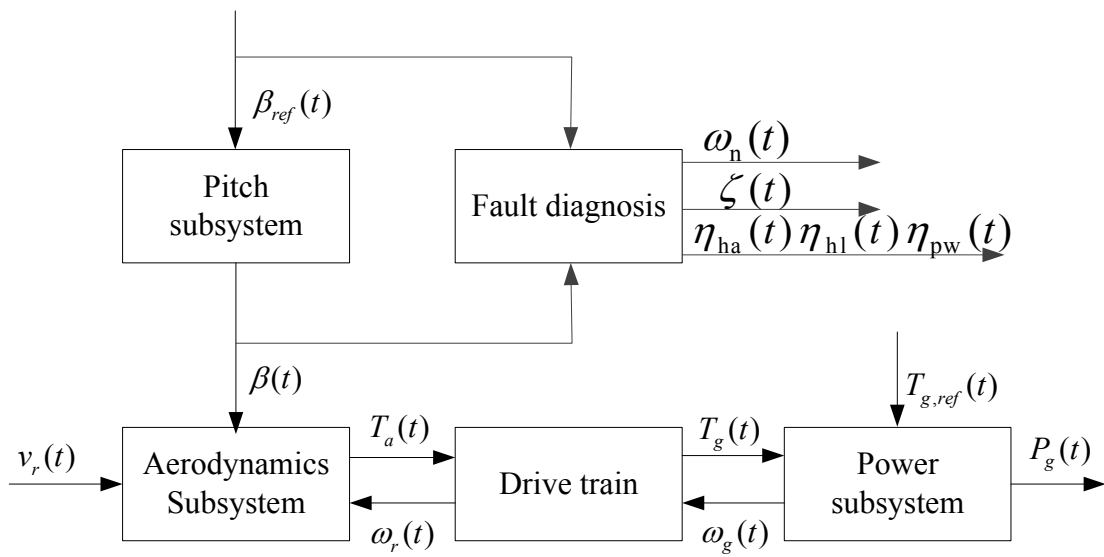 β_ref(t)
Pitch
subsystem
Fault diagnosis
ω_n(t)
ζ(t)
η_ha(t) η_hl(t) η_pw(t)
β(t)
T_g,ref(t)
v_r(t)
Aerodynamics
Subsystem
T_a(t)
ω_r(t)
Drive train
T_g(t)
ω_g(t)
Power
subsystem
P_g(t)